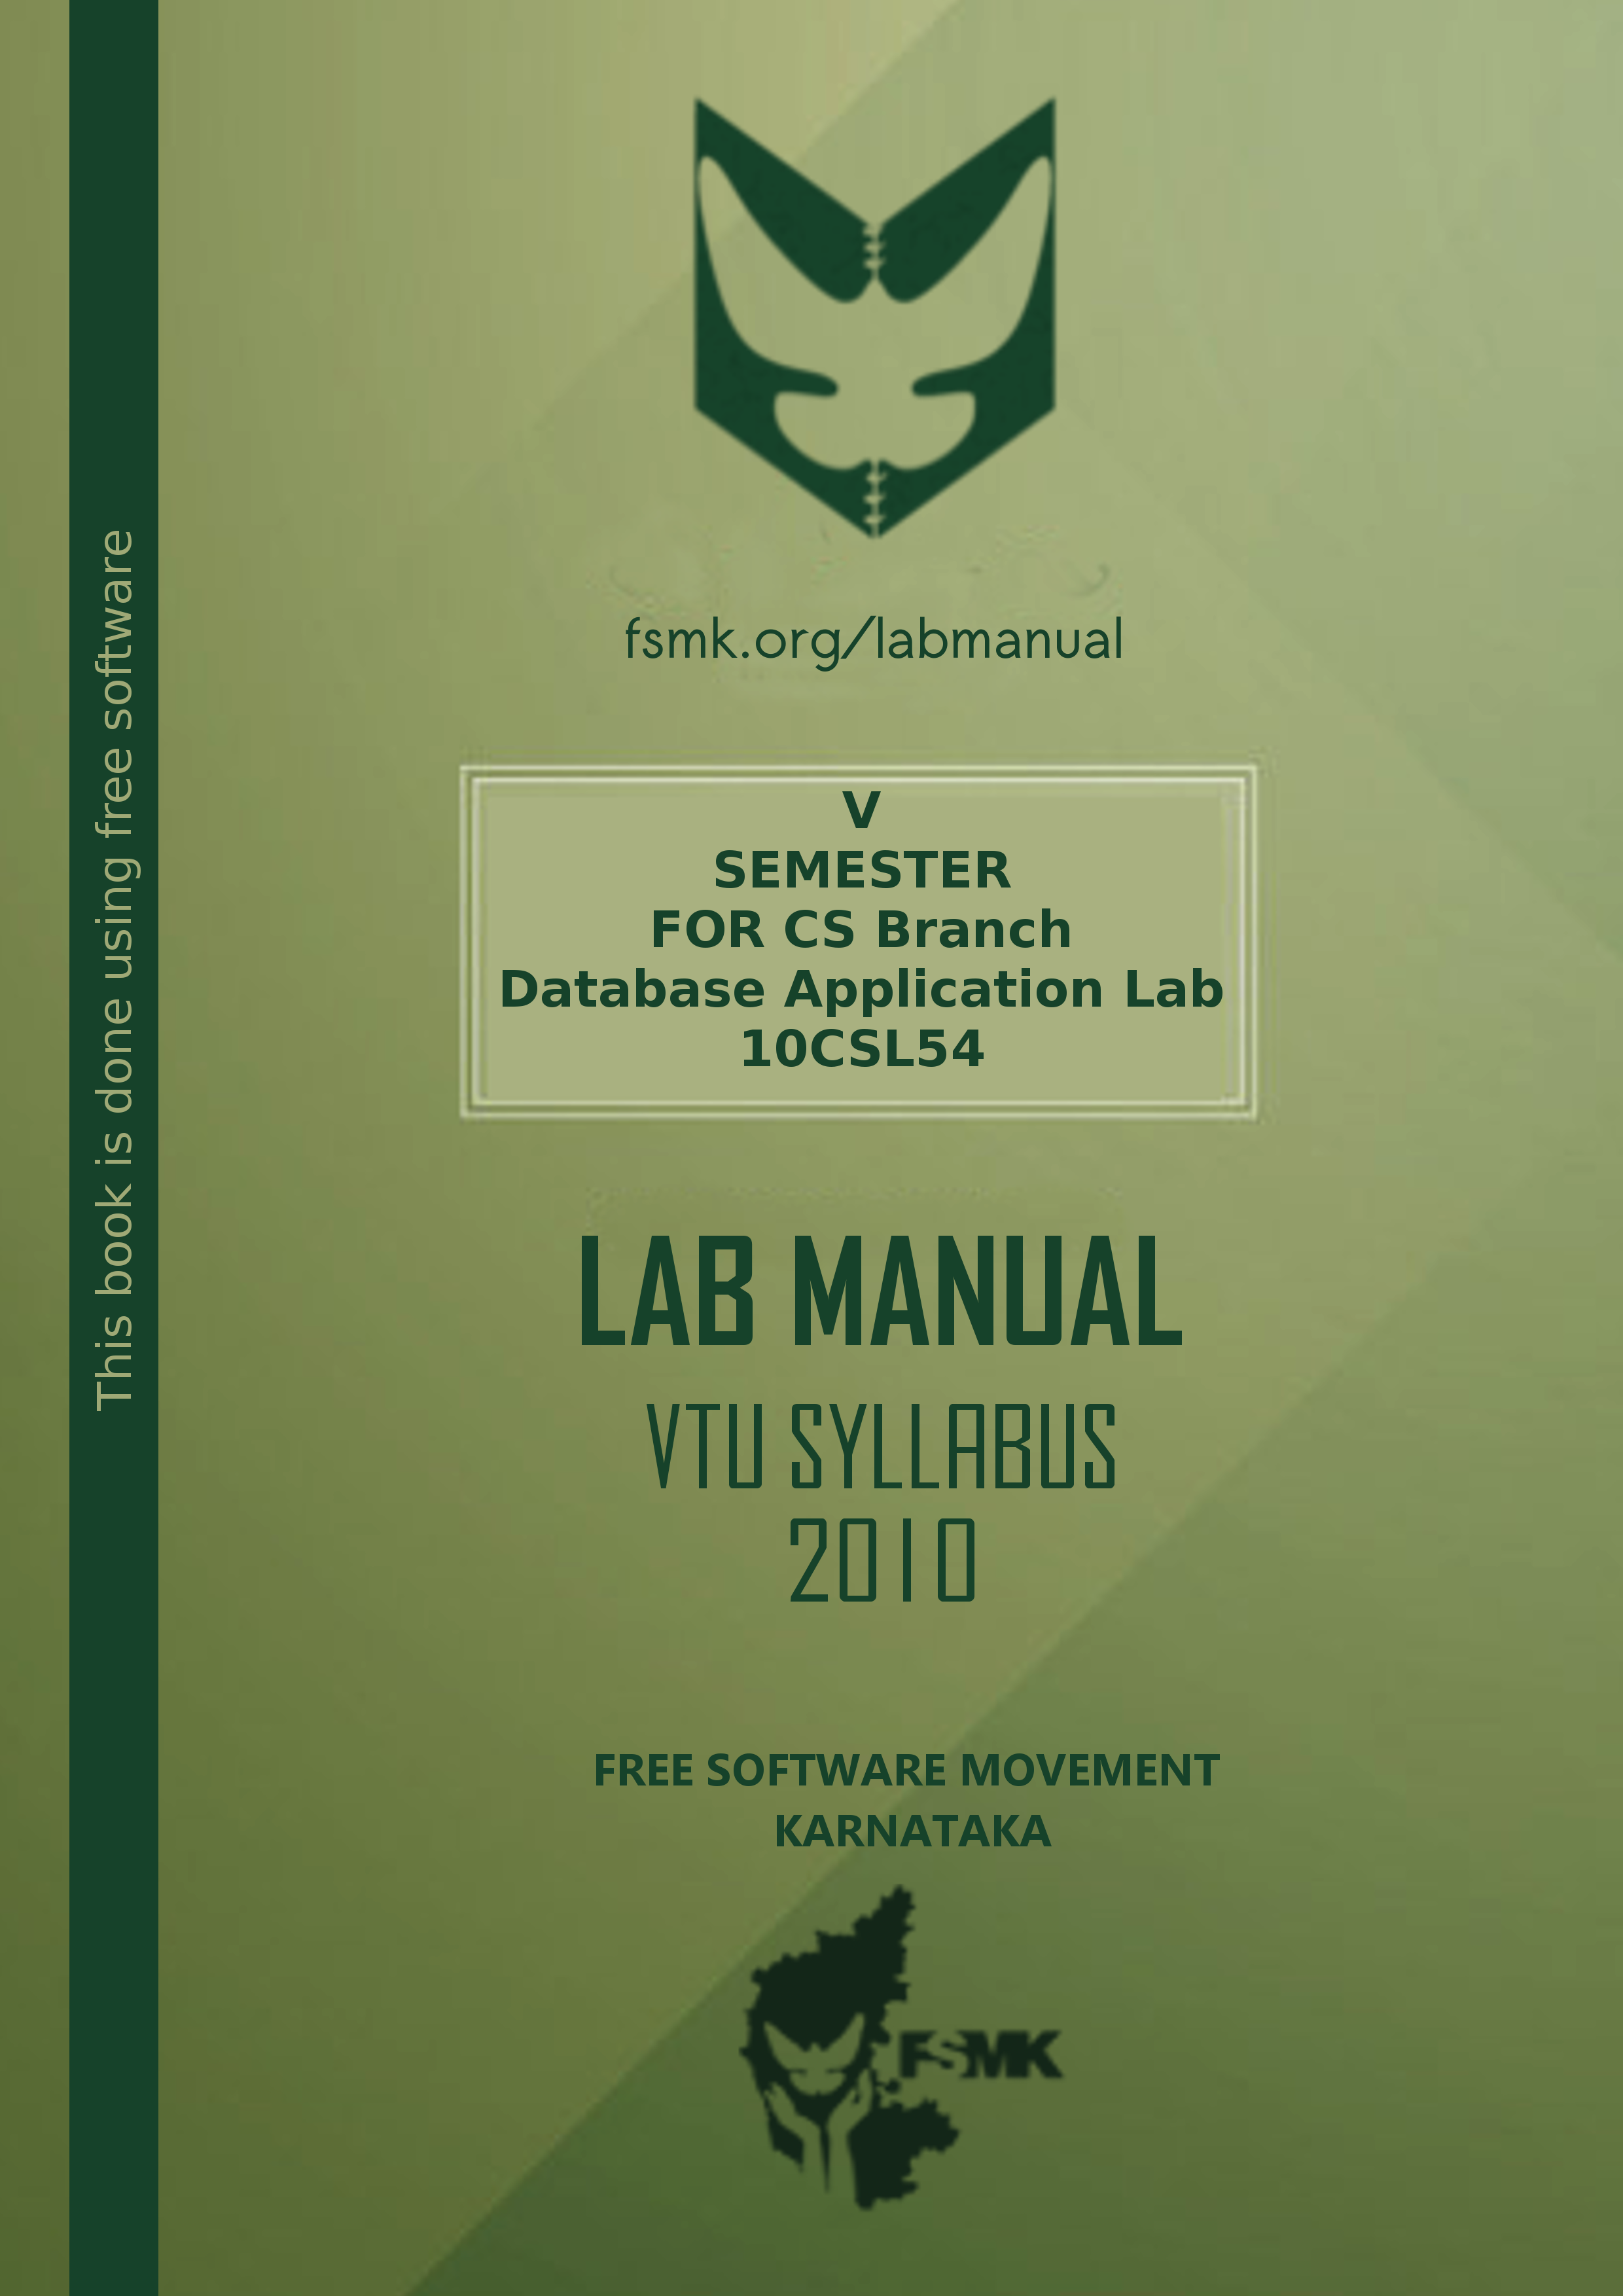 This book is done using free software
fsmk.org/labmanual
V
SEMESTER
FOR CS Branch
Database Application Lab
10CSL54
LAB MANUAL
VTU SYLLABUS
2010
FREE SOFTWARE MOVEMENT
KARNATAKA
FSMK